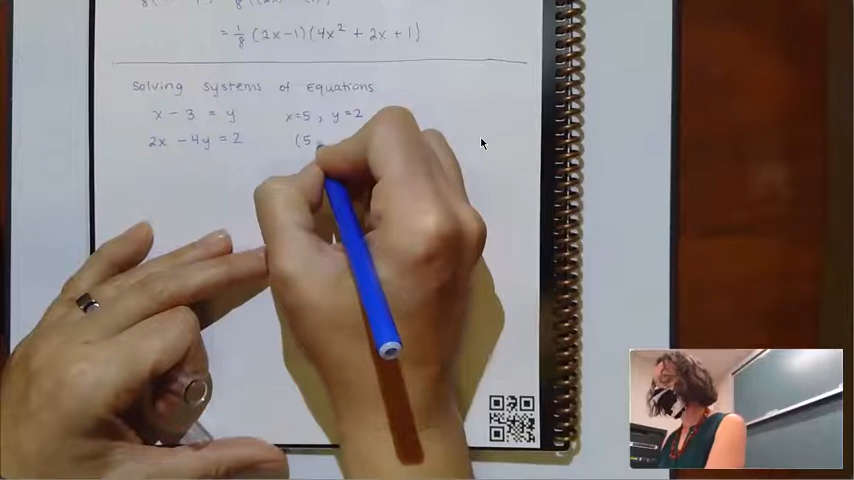 = 1/8 (2x-1)(4x² + 2x + 1)
Solving systems of Equations
x - 3 = y x=5, y=2
2x - 4y = 2 (5